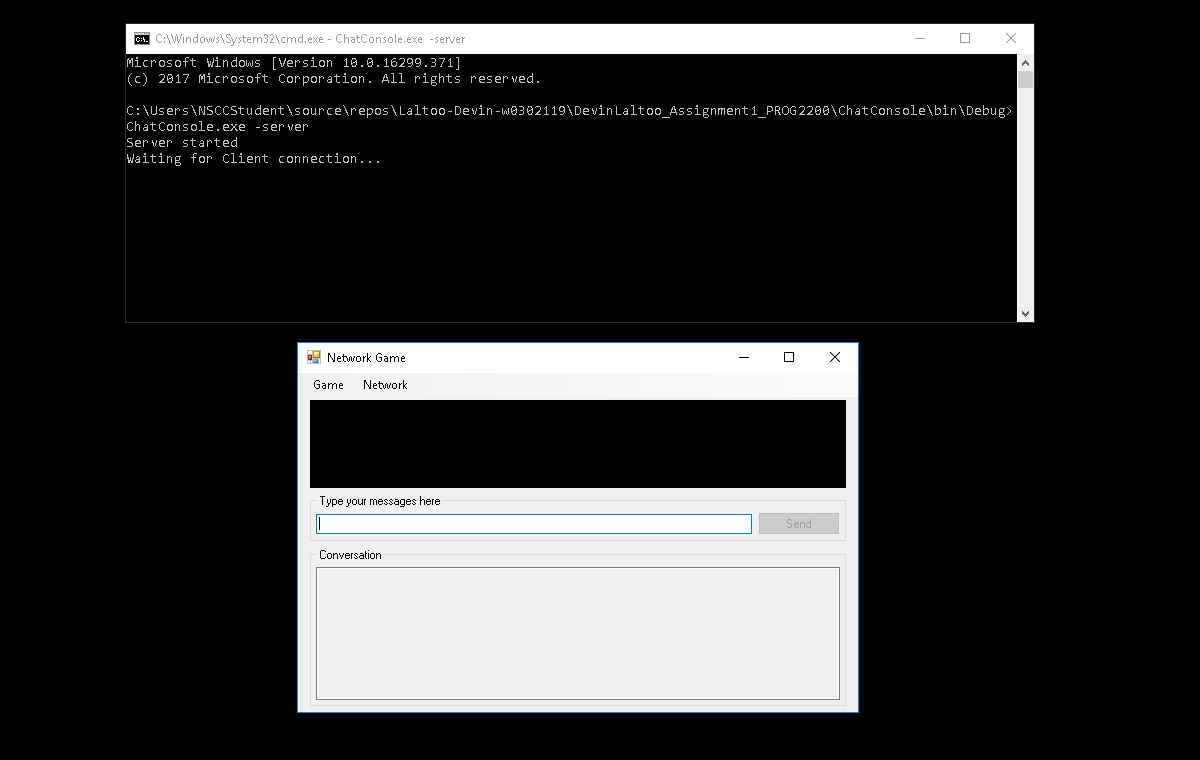 C:\Windows\System32\cmd.exe - ChatConsole.exe -server
Microsoft Windows [Version 10.0.16299.371]
(c) 2017 Microsoft Corporation. All rights reserved.
C:\Users\NSCCStudent\source\repos\Laltoo-Devin-w0302119\DevinLaltoo_Assignment1_PROG2200\ChatConsole\bin\Debug>
ChatConsole.exe -server
Server started
Waiting for Client connection...
Network Game
Game Network
Type your messages here
Send
Conversation